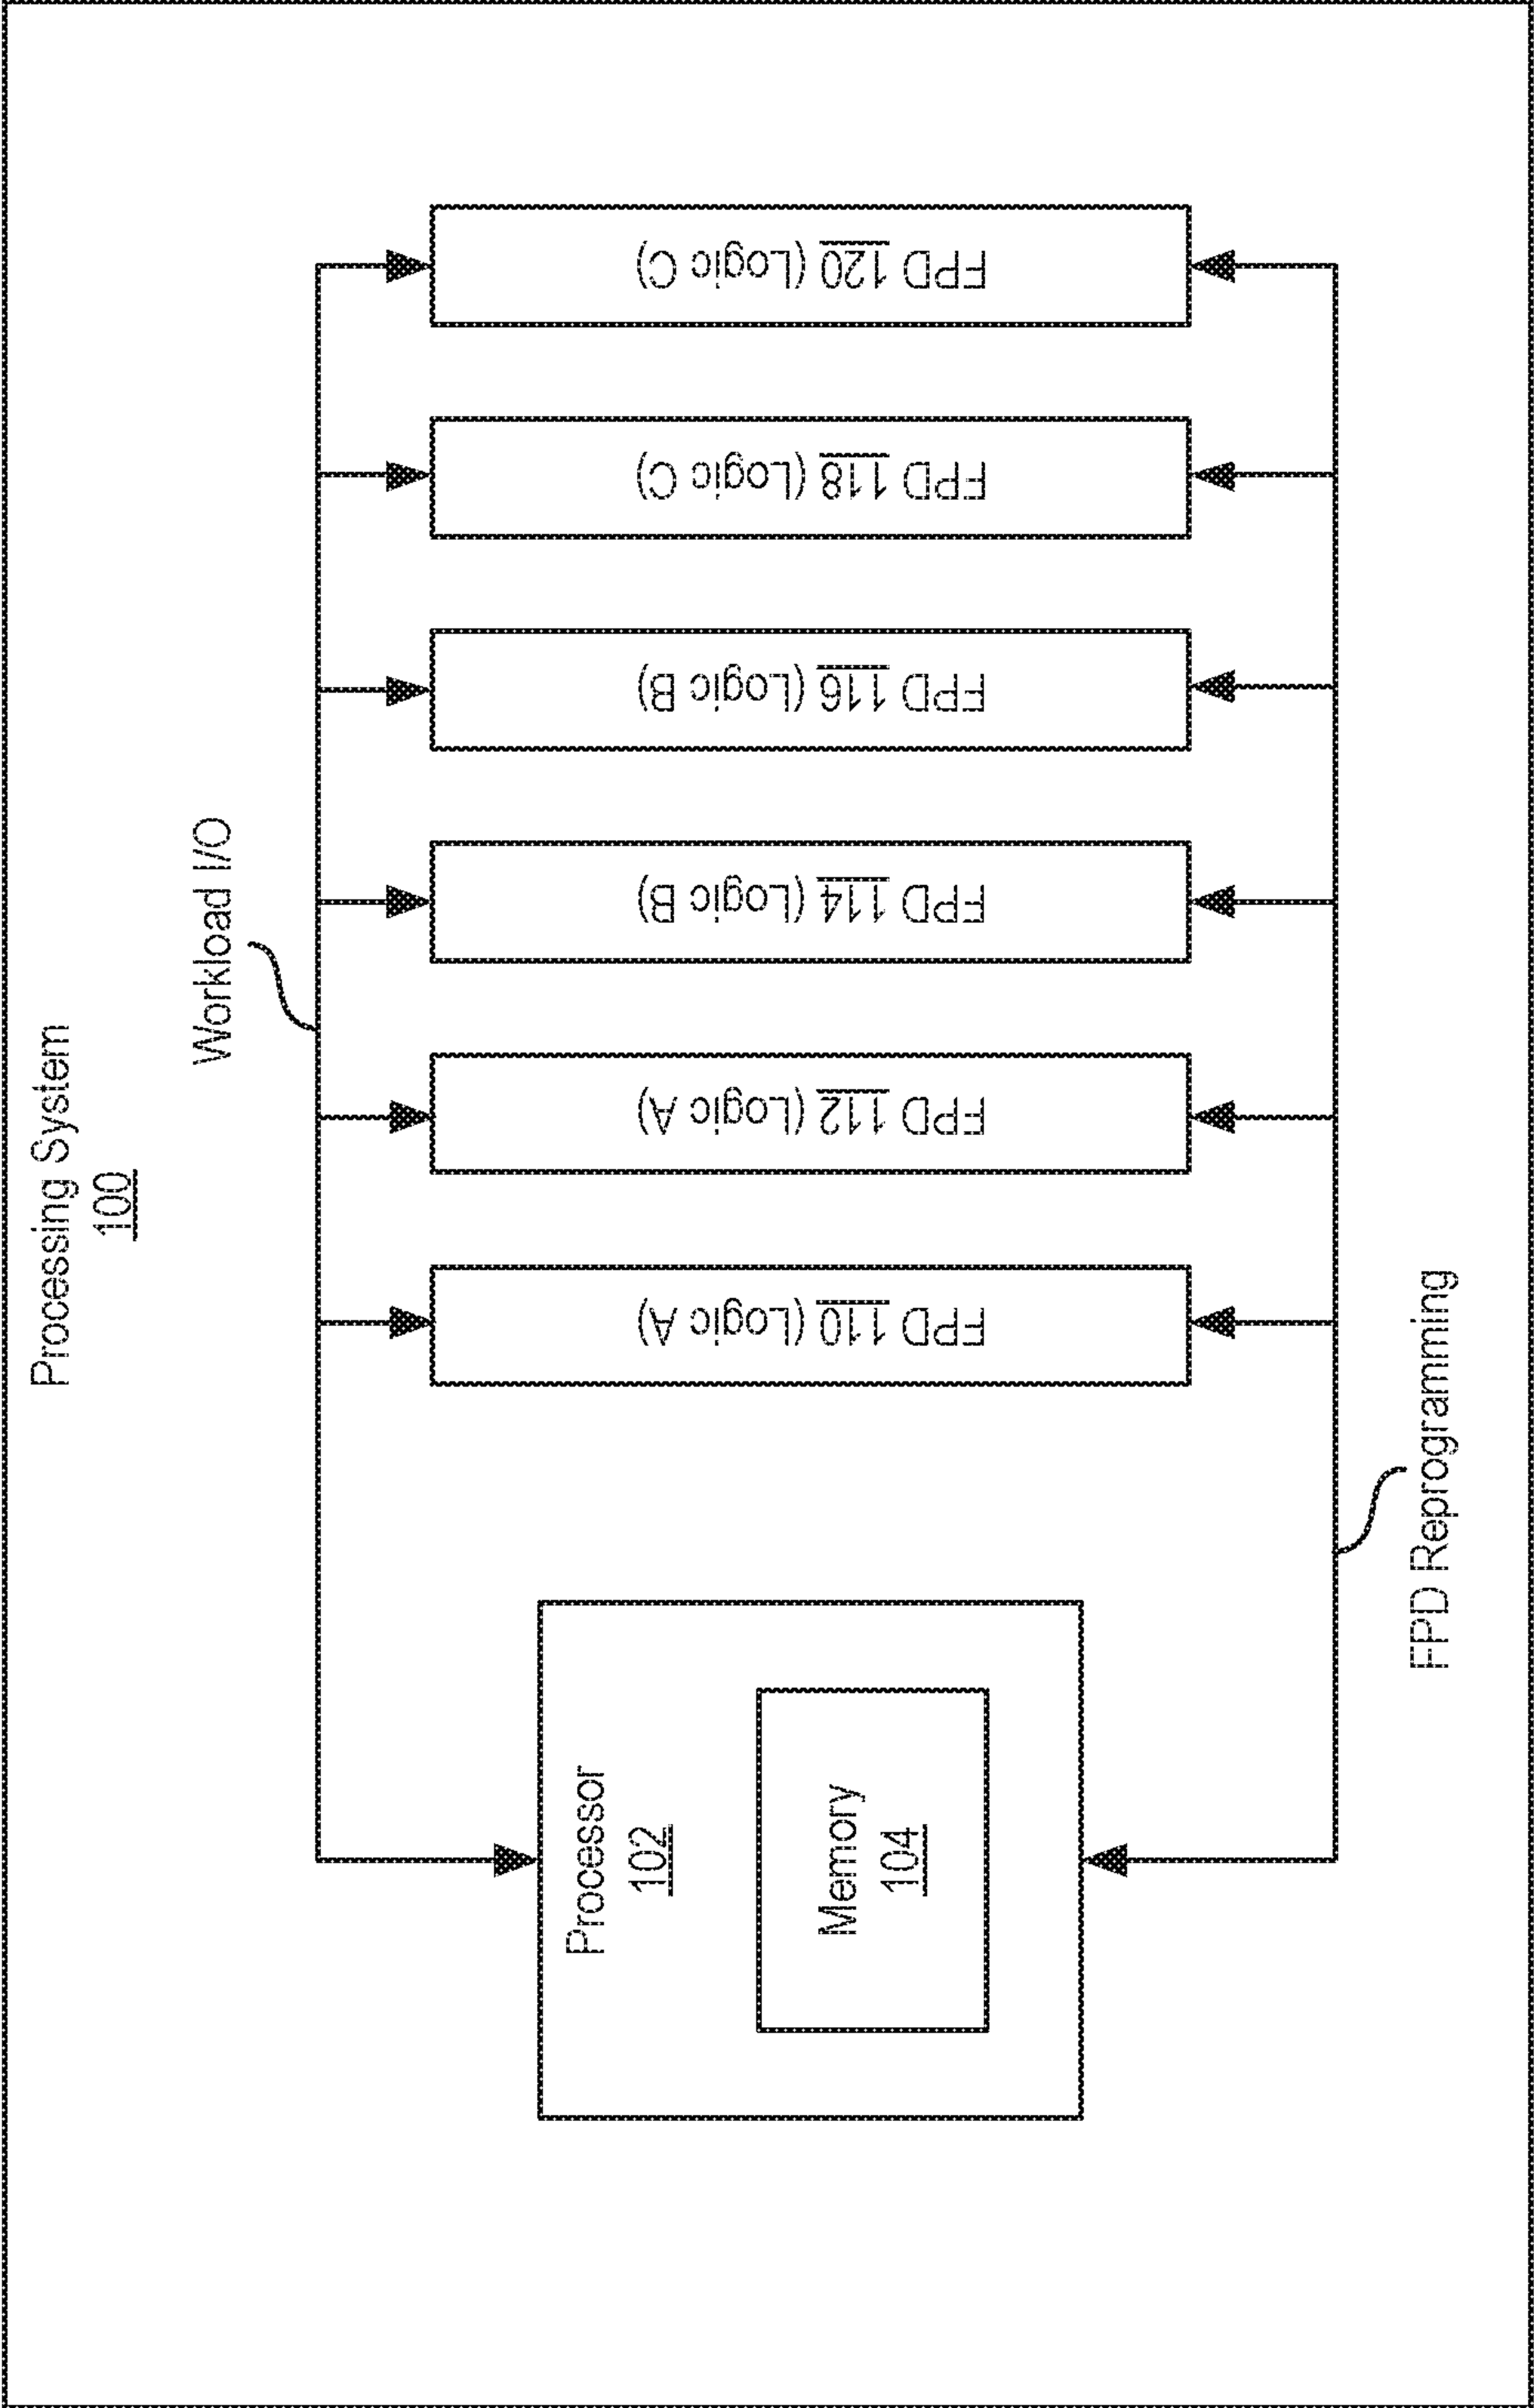 Processing System
100
Workload I/O
Processor
102
Memory
104
FPD 110 (Logic A)
FPD 112 (Logic A)
FPD 114 (Logic B)
FPD 116 (Logic B)
FPD 118 (Logic C)
FPD 120 (Logic C)
FPD Reprogramming